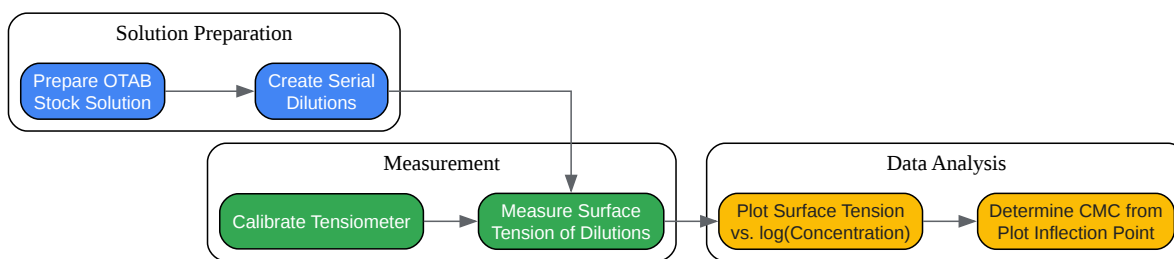 Solution Preparation
Prepare OTAB
Stock Solution
Create Serial
Dilutions
Measurement
Calibrate Tensiometer
Measure Surface
Tension of Dilutions
Data Analysis
Plot Surface Tension
vs. log(Concentration)
Determine CMC from
Plot Inflection Point